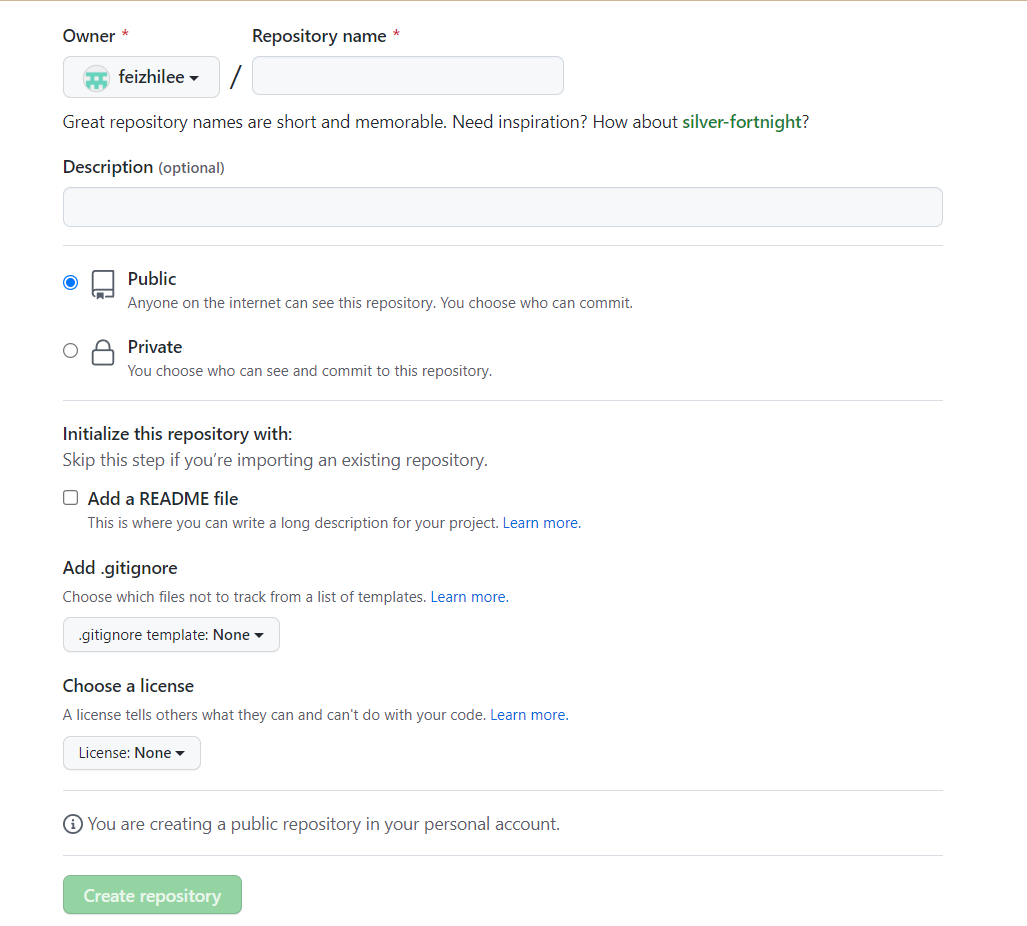 Owner * Repository name *
feizhilee / 
Great repository names are short and memorable. Need inspiration? How about silver-fortnight?
Description (optional)
Public
Anyone on the internet can see this repository. You choose who can commit.
Private
You choose who can see and commit to this repository.
Initialize this repository with:
Skip this step if you’re importing an existing repository.
Add a README file
This is where you can write a long description for your project. Learn more.
Add .gitignore
Choose which files not to track from a list of templates. Learn more.
.gitignore template: None
Choose a license
A license tells others what they can and can't do with your code. Learn more.
License: None
You are creating a public repository in your personal account.
Create repository